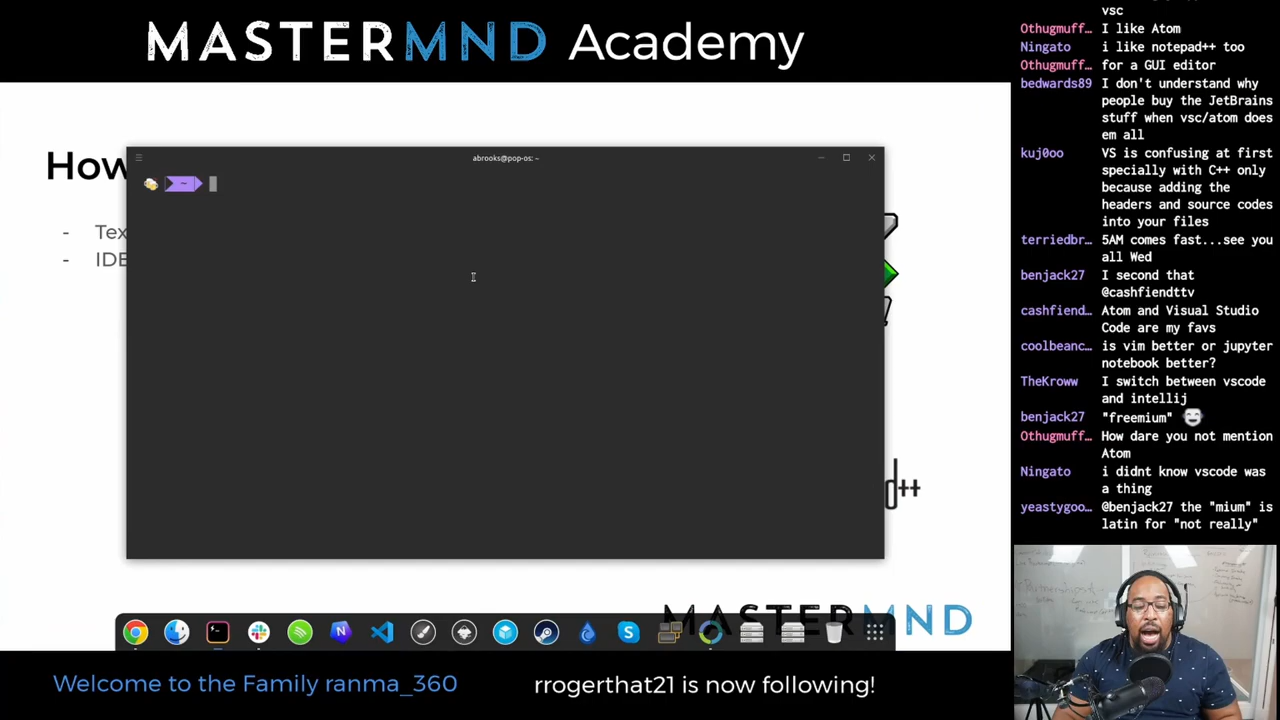 MASTERMND Academy
How
- Tex
- IDE
abrooks@pop-os: ~
~
d++
MASTERMND
Welcome to the Family ranma_360
rrogerthat21 is now following!
vsc
Othugmuff… I like Atom
Ningato i like notepad++ too
Othugmuff… for a GUI editor
bedwards89 I don't understand why
people buy the JetBrains
stuff when vsc/atom does
em all
kuj0oo VS is confusing at first
specially with C++ only
because adding the
headers and source codes
into your files
terriedbr… 5AM comes fast...see you
all Wed
benjack27 I second that
@cashfiendttv
cashfiend… Atom and Visual Studio
Code are my favs
coolbeanc… is vim better or jupyter
notebook better?
TheKroww I switch between vscode
and intellij
benjack27 "freemium"
Othugmuff… How dare you not mention
Atom
Ningato i didnt know vscode was
a thing
yeastygoo… @benjack27 the "mium" is
latin for "not really"